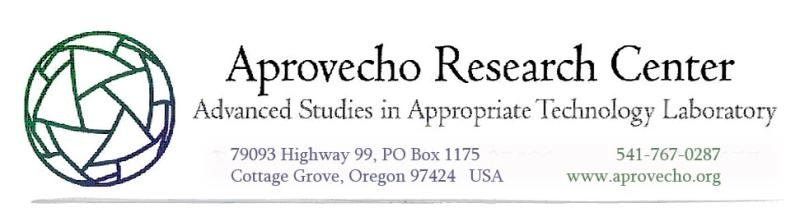 Aprovecho Research Center
Advanced Studies in Appropriate Technology Laboratory
79093 Highway 99, PO Box 1175 541-767-0287
Cottage Grove, Oregon 97424 USA www.aprovecho.org